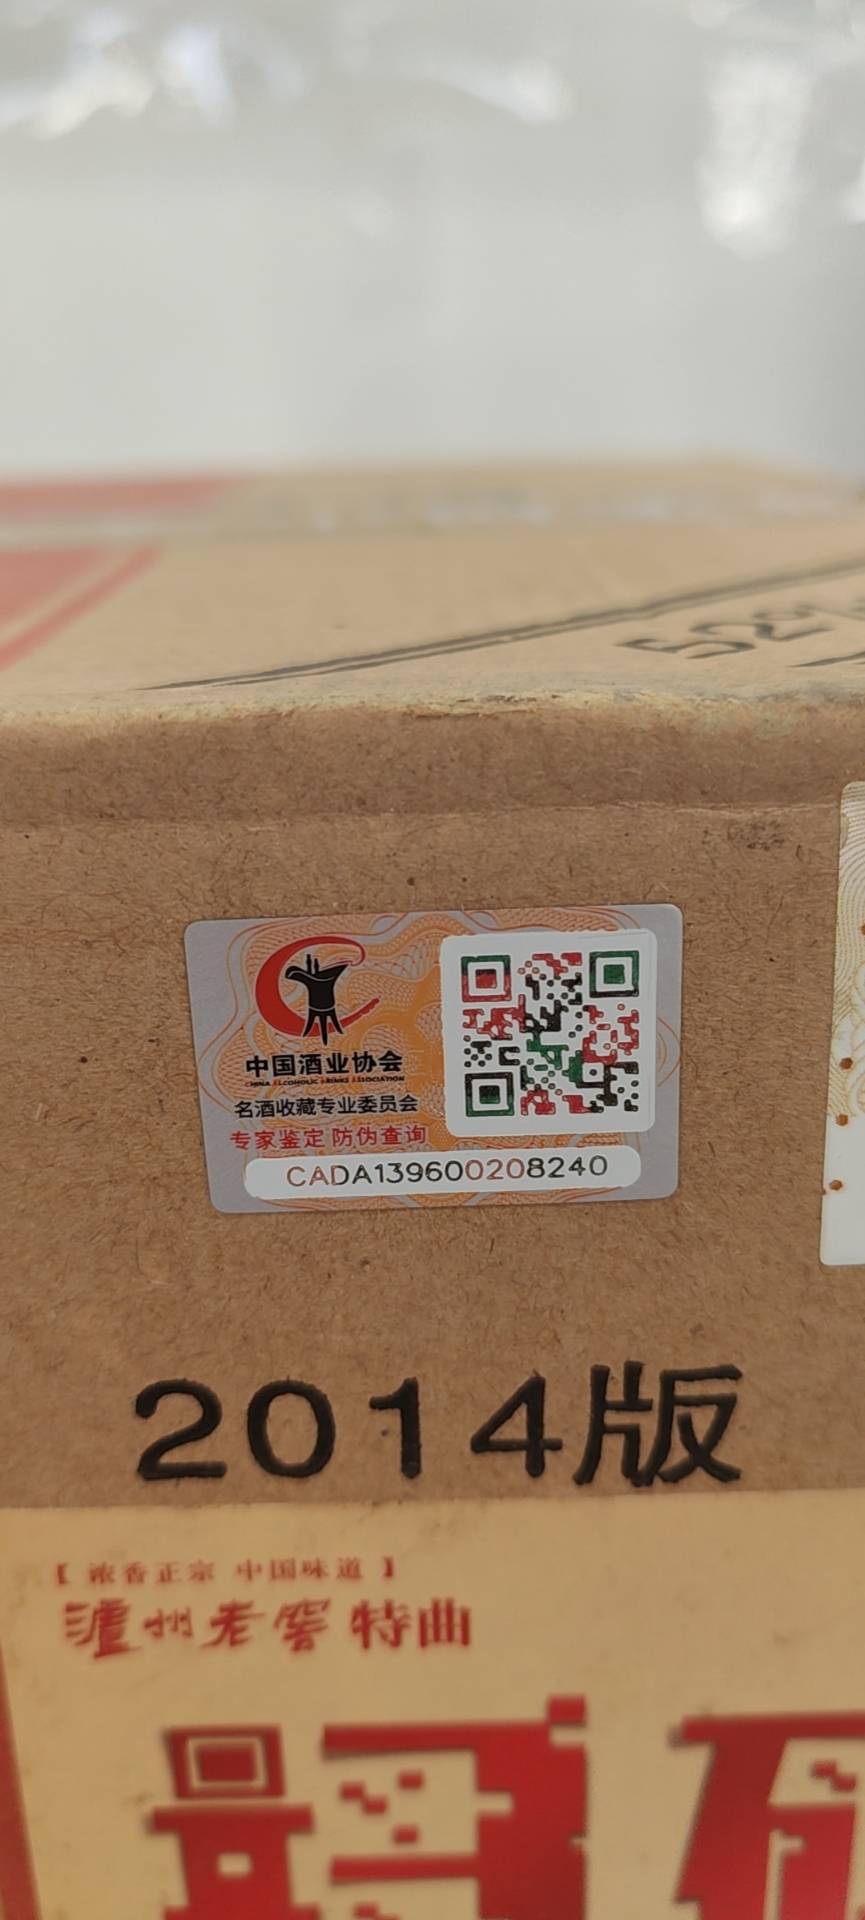 52%
中国酒业协会
CHINA ALCOHOLIC DRINKS ASSOCIATION
名酒收藏专业委员会
专家鉴定 防伪查询
CADA139600208240
2014版
【 浓香正宗 中国味道 】
泸州老窖 特曲